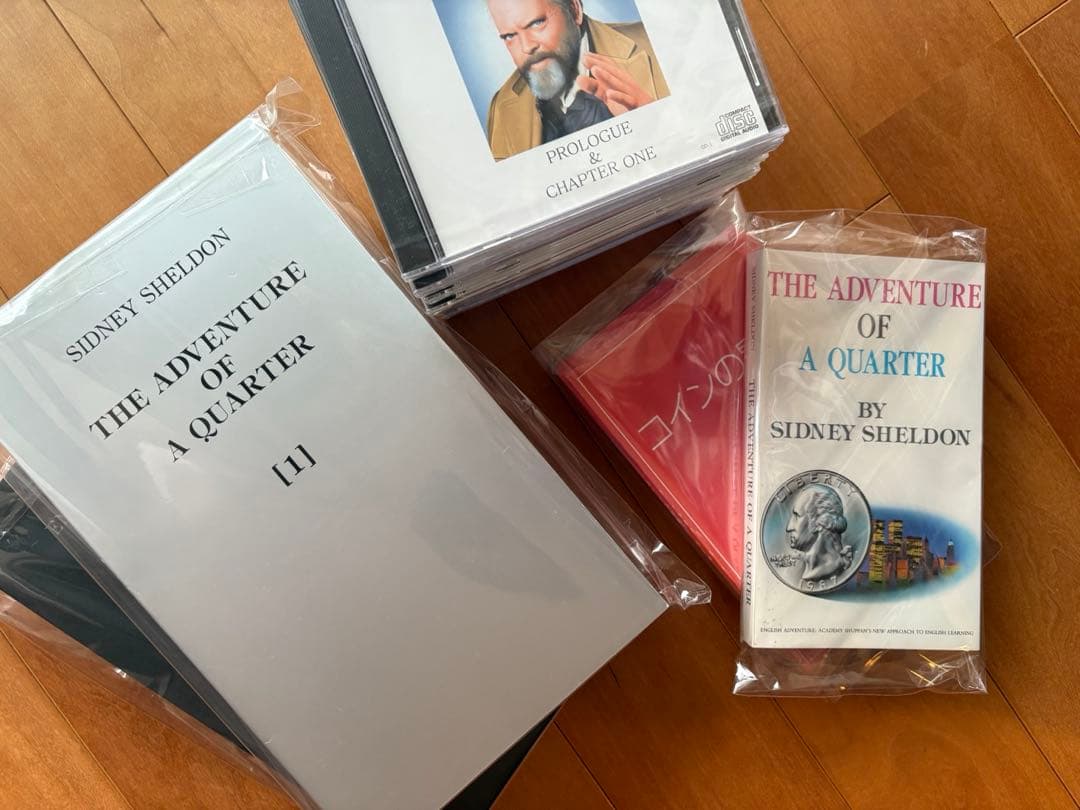 PROLOGUE
&
CHAPTER ONE
COMPACT
disc
DIGITAL AUDIO
SIDNEY SHELDON
THE ADVENTURE
OF
A QUARTER
[1]
コインの
THE ADVENTURE
OF
A QUARTER
BY
SIDNEY SHELDON
LIBERTY
IN GOD WE TRUST
1987
ENGLISH ADVENTURE: ACADEMY SHUPPAN'S NEW APPROACH TO ENGLISH LEARNING
SIDNEY SHELDON THE ADVENTURE OF A QUARTER